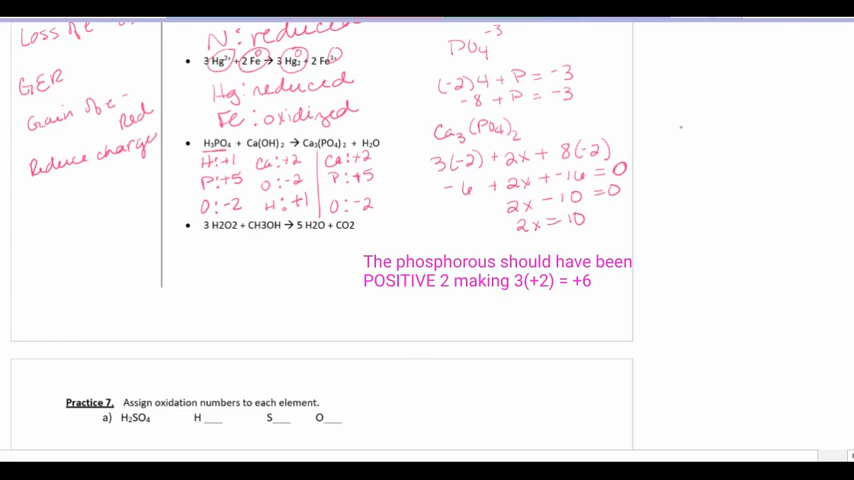 Loss of e-
GER
Grain of e-
Red
Reduce charge
N: reduced
• 3 Hg²⁺ + 2 Fe → 3 Hg₂ + 2 Fe³⁺
0 0
Hg: reduced
Fe: oxidized
• H₃PO₄ + Ca(OH)₂ → Ca₃(PO₄)₂ + H₂O
H: +1 Ca: +2 Ca: +2
P: +5 O: -2 P: +5
O: -2 H: +1 O: -2
• 3 H2O2 + CH3OH → 5 H2O + CO2
PO₄⁻³
(-2)4 + P = -3
-8 + P = -3
Ca₃(PO₄)₂
3(-2) + 2x + 8(-2)
-6 + 2x + -16 = 0
2x - 10 = 0
2x = 10
The phosphorous should have been
POSITIVE 2 making 3(+2) = +6
Practice 7. Assign oxidation numbers to each element.
a) H₂SO₄ H ___ S___ O___